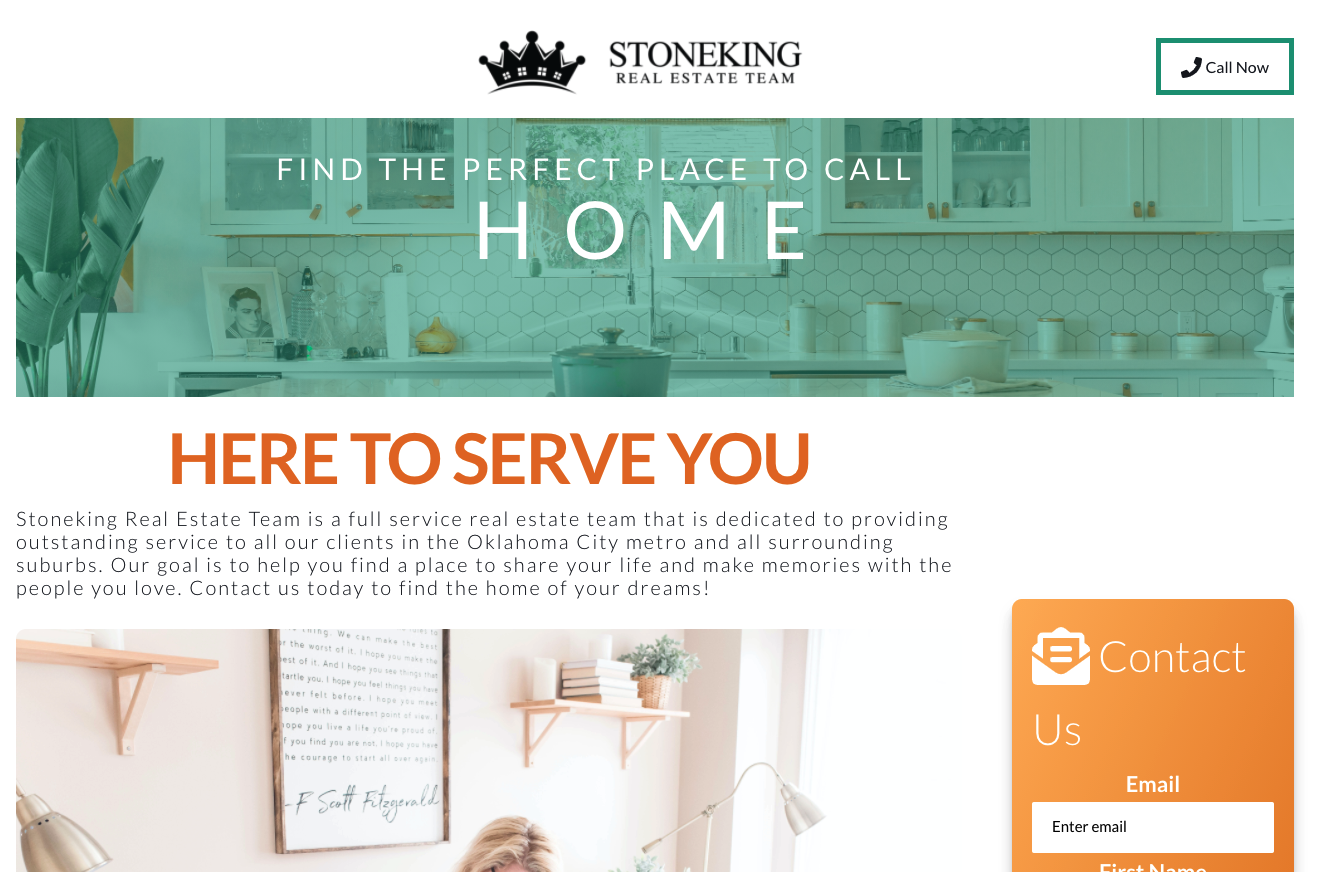 STONEKING
REAL ESTATE TEAM
Call Now
FIND THE PERFECT PLACE TO CALL
HOME
HERE TO SERVE YOU
Stoneking Real Estate Team is a full service real estate team that is dedicated to providing
outstanding service to all our clients in the Oklahoma City metro and all surrounding
suburbs. Our goal is to help you find a place to share your life and make memories with the
people you love. Contact us today to find the home of your dreams!
thing. We can make the best
or the worst of it. I hope you make the
best of it. And I hope you see things that
startle you. I hope you feel things you have
never felt before. I hope you meet
people with a different point of view. I
hope you live a life you're proud of.
If you find you are not, I hope you have
the courage to start all over again.
- F Scott Fitzgerald
Contact
Us
Email
Enter email
First Name